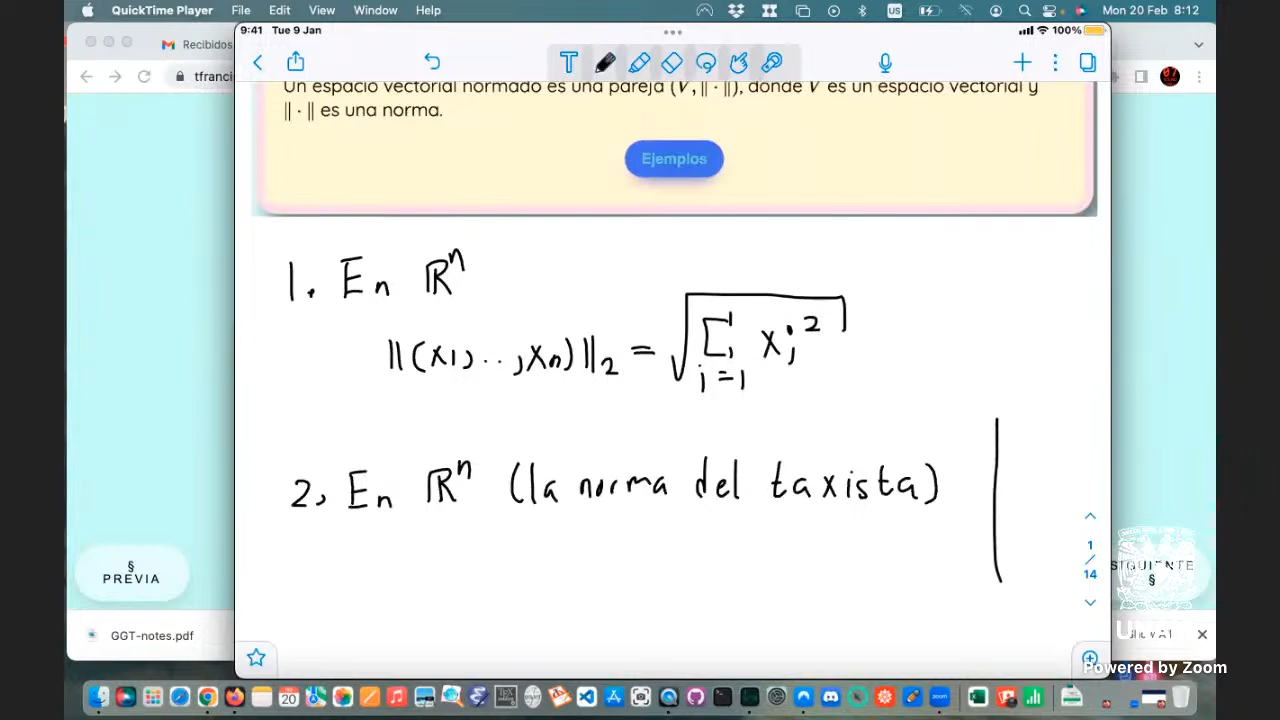 QuickTime Player File Edit View Window Help US Mon 20 Feb 8:12
9:41 Tue 9 Jan 100%
Recibidos
tfranci
Un espacio vectorial normado es una pareja (V, ‖ · ‖), donde V es un espacio vectorial y
‖ · ‖ es una norma.
Ejemplos
1. En ℝⁿ
‖(x1,..,xn)‖₂ = √Σ i=1 xi²
2, En ℝⁿ (la norma del taxista)
1
/
14
§
PREVIA
SIGUIENTE
§
GGT-notes.pdf
Powered by Zoom